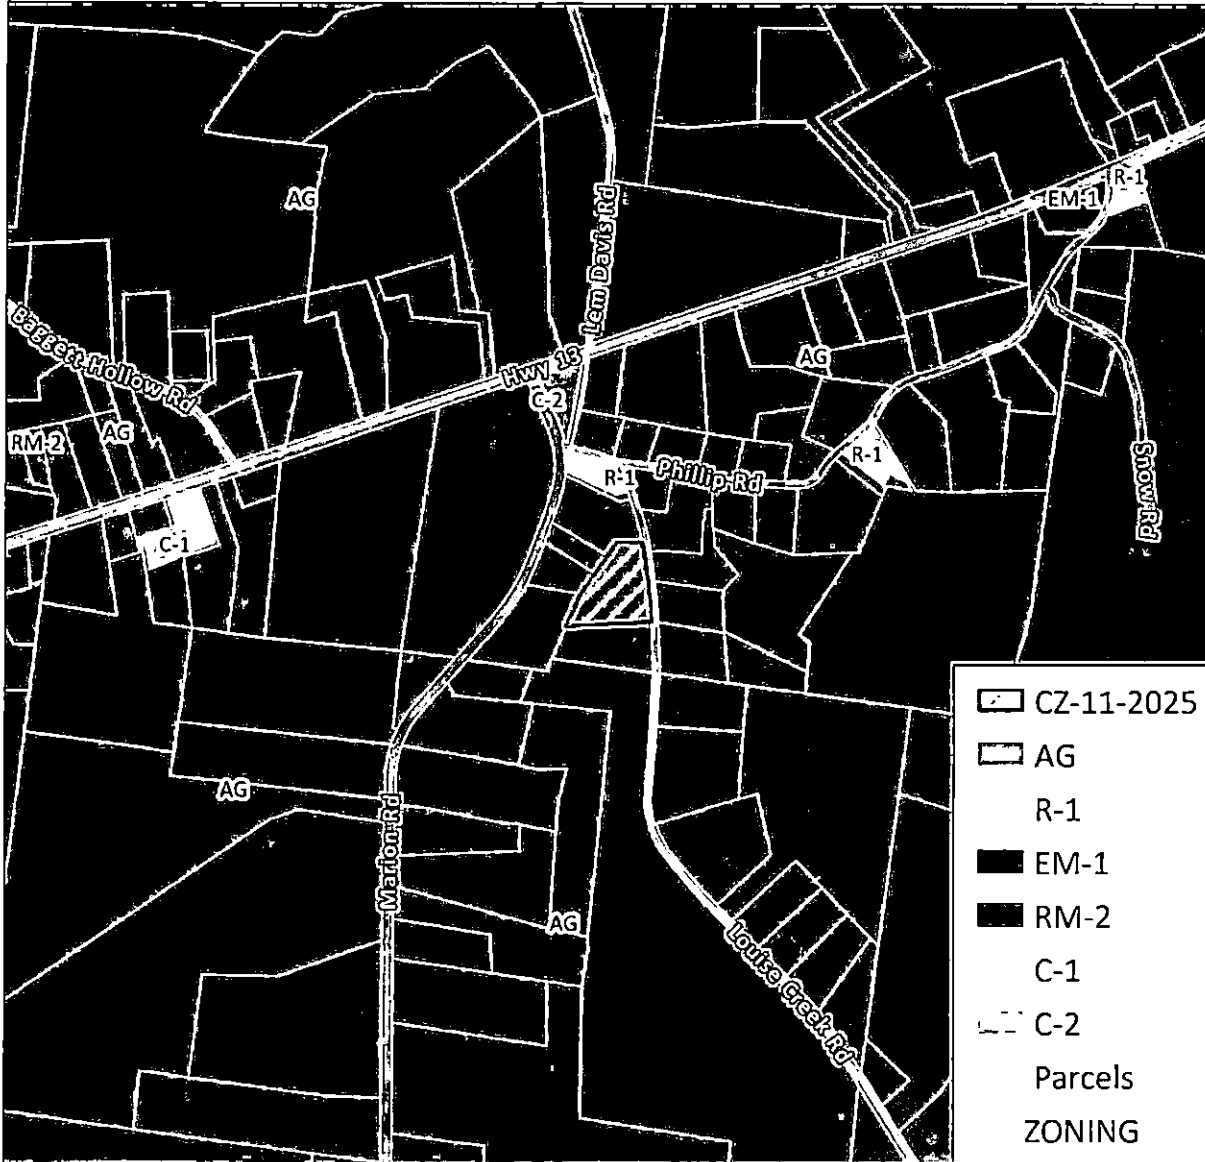 AG
Lem Davis Rd
EM-1
R-1
Baggett Hollow Rd
Hwy 13
AG
C-2
RM-2
AG
R-1
Phillip Rd
R-1
Snow Rd
C-1
AG
Marion Rd
AG
Louise Creek Rd
CZ-11-2025
AG
R-1
EM-1
RM-2
C-1
C-2
Parcels
ZONING